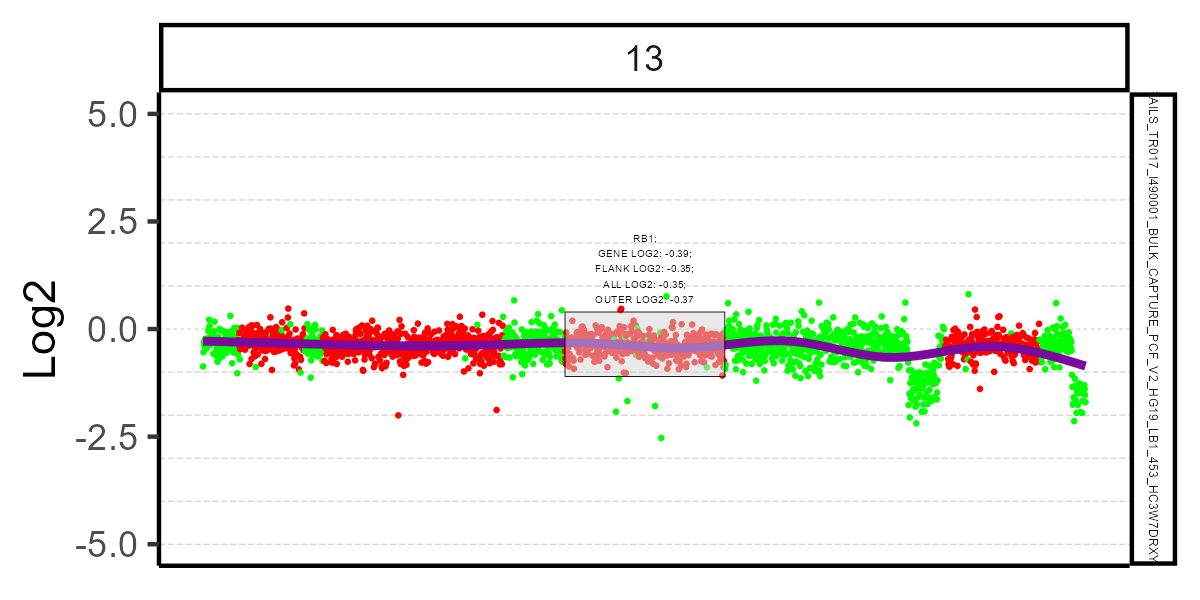 13
5.0
2.5
0.0
-2.5
-5.0
Log2
RB1;
GENE LOG2: -0.39;
FLANK LOG2: -0.35;
ALL LOG2: -0.35;
OUTER LOG2: -0.37
AILS_TR017_I490001_BULK_CAPTURE_PCF_V2_HG19_LB1_453_HC3W7DRXY